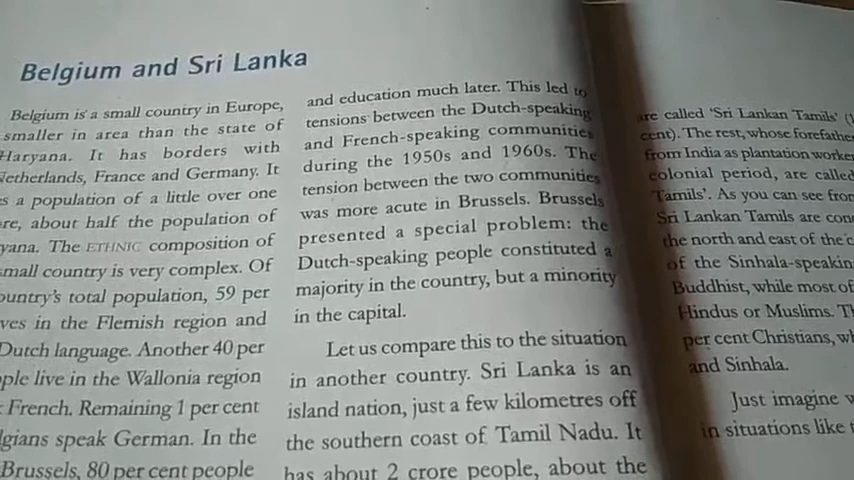 Belgium and Sri Lanka
Belgium is a small country in Europe,
smaller in area than the state of
Haryana. It has borders with
Netherlands, France and Germany. It
a population of a little over one
about half the population of
The ETHNIC composition of
small country is very complex. Of
country's total population, 59 per
in the Flemish region and
Dutch language. Another 40 per
live in the Wallonia region
French. Remaining 1 per cent
speak German. In the
Brussels, 80 per cent people
and education much later. This led to
tensions between the Dutch-speaking
and French-speaking communities
during the 1950s and 1960s. The
tension between the two communities
was more acute in Brussels. Brussels
presented a special problem: the
Dutch-speaking people constituted a
majority in the country, but a minority
in the capital.
Let us compare this to the situation
in another country. Sri Lanka is an
island nation, just a few kilometres off
the southern coast of Tamil Nadu. It
has about 2 crore people, about the
are called 'Sri Lankan Tamils'
cent). The rest, whose
from India as plantation
colonial period, are called
Tamils'. As you can see
Sri Lankan Tamils are
the north and east of the
of the Sinhala-speaking
Buddhist, while most of
Hindus or Muslims.
per cent Christians,
and Sinhala.
Just imagine
in situations like